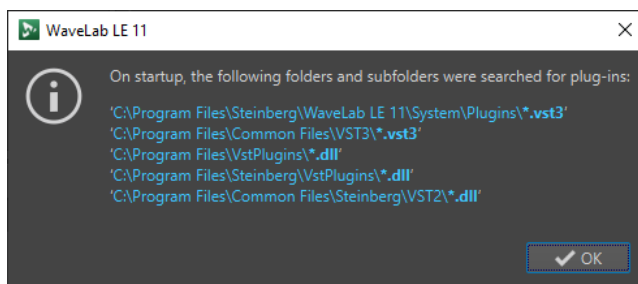 WaveLab LE 11
On startup, the following folders and subfolders were searched for plug-ins:
'C:\Program Files\Steinberg\WaveLab LE 11\System\Plugins\*.vst3'
'C:\Program Files\Common Files\VST3\*.vst3'
'C:\Program Files\VstPlugins\*.dll'
'C:\Program Files\Steinberg\VstPlugins\*.dll'
'C:\Program Files\Common Files\Steinberg\VST2\*.dll'
OK